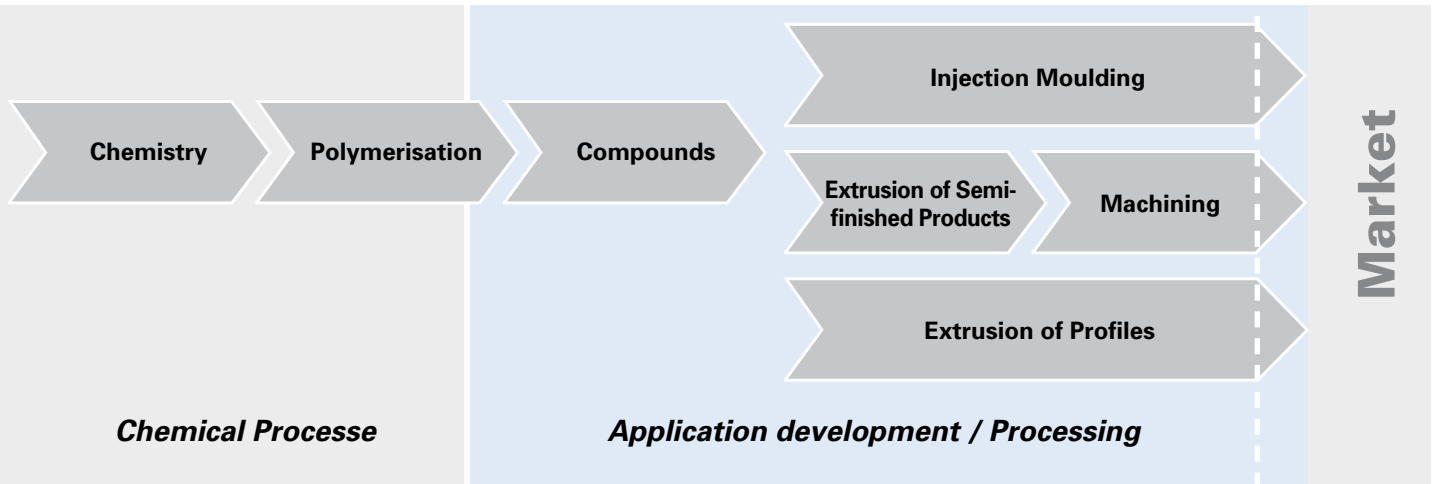 Chemistry
Polymerisation
Compounds
Injection Moulding
Extrusion of Semi-
finished Products
Machining
Extrusion of Profiles
Market
Chemical Processe
Application development / Processing